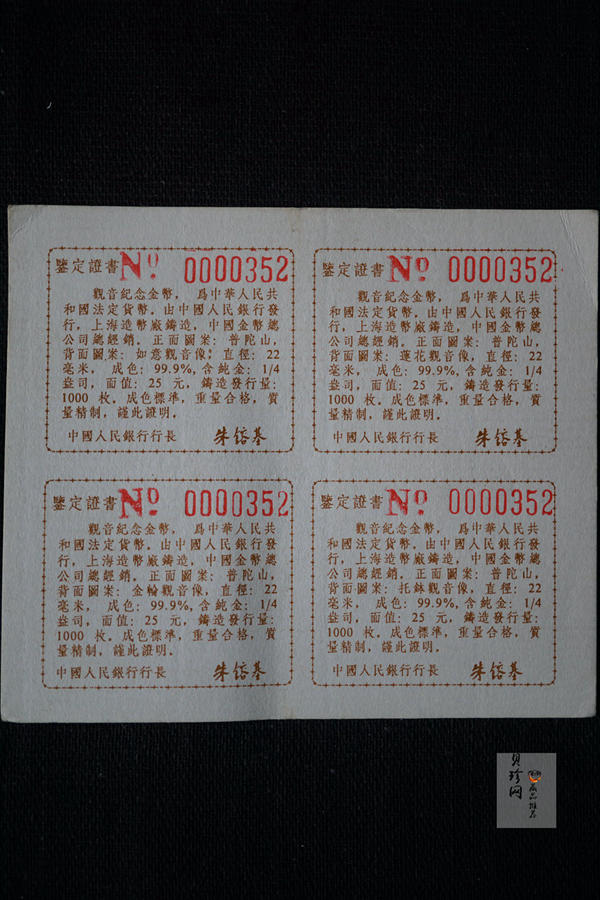 鑒定證書 Nº 0000352
觀音紀念金幣，爲中華人民共
和國法定貨幣。由中國人民銀行發
行，上海造幣廠鑄造，中國金幣總
公司總經銷。正面圖案：普陀山，
背面圖案：如意觀音像；直徑：22
毫米，成色：99.9%，含純金：1/4
盎司，面值：25 元，鑄造發行量：
1000 枚。成色標準，重量合格，質
量精制，謹此證明。
中國人民銀行行長 朱鎔基
鑒定證書 Nº 0000352
觀音紀念金幣，爲中華人民共
和國法定貨幣。由中國人民銀行發
行，上海造幣廠鑄造，中國金幣總
公司總經銷。正面圖案：普陀山，
背面圖案：蓮花觀音像，直徑：22
毫米，成色：99.9%，含純金：1/4
盎司，面值：25 元，鑄造發行量：
1000 枚。成色標準，重量合格，質
量精制，謹此證明。
中國人民銀行行長 朱鎔基
鑒定證書 Nº 0000352
觀音紀念金幣，爲中華人民共
和國法定貨幣。由中國人民銀行發
行，上海造幣廠鑄造，中國金幣總
公司總經銷。正面圖案：普陀山，
背面圖案：金輪觀音像，直徑：22
毫米，成色：99.9%，含純金：1/4
盎司，面值：25 元，鑄造發行量：
1000 枚。成色標準，重量合格，質
量精制，謹此證明。
中國人民銀行行長 朱鎔基
鑒定證書 Nº 0000352
觀音紀念金幣，爲中華人民共
和國法定貨幣。由中國人民銀行發
行，上海造幣廠鑄造，中國金幣總
公司總經銷。正面圖案：普陀山，
背面圖案：托鉢觀音像，直徑：22
毫米，成色：99.9%，含純金：1/4
盎司，面值：25 元，鑄造發行量：
1000 枚。成色標準，重量合格，質
量精制，謹此證明。
中國人民銀行行長 朱鎔基
贝珍网